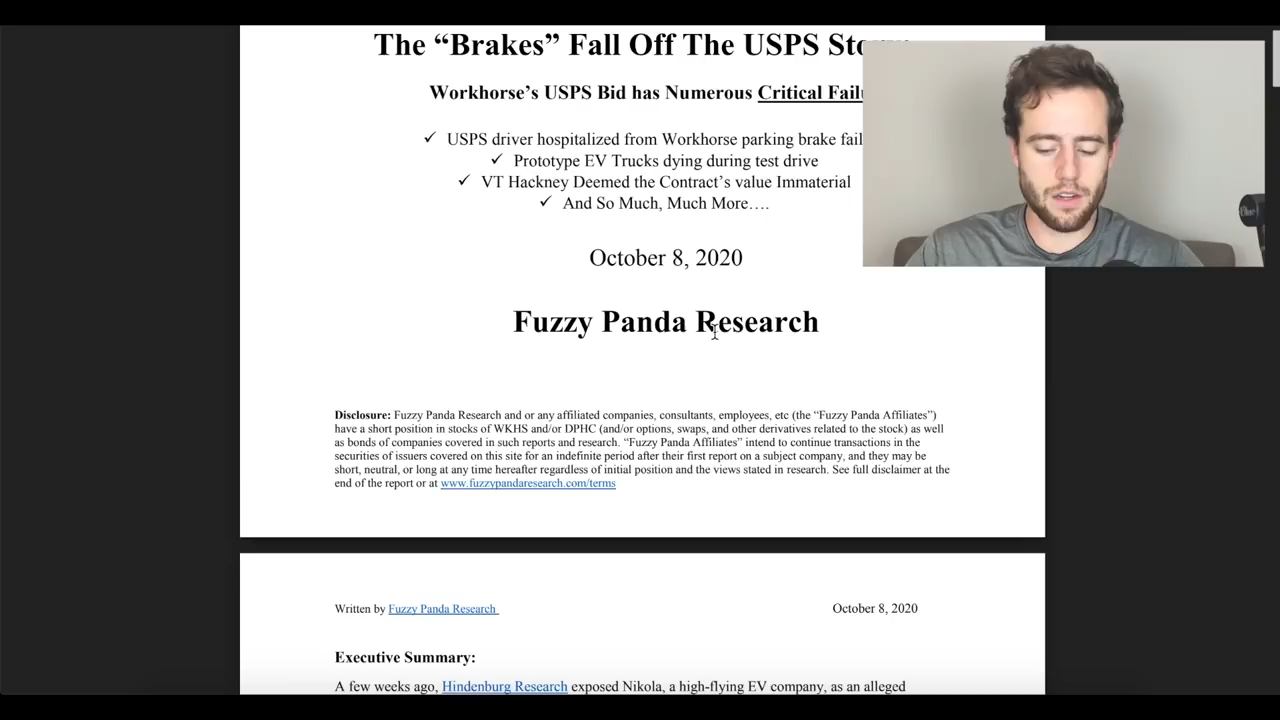 The “Brakes” Fall Off The USPS
Workhorse’s USPS Bid has Numerous Critical
✓ USPS driver hospitalized from Workhorse parking brake
✓ Prototype EV Trucks dying during test drive
✓ VT Hackney Deemed the Contract’s value Immaterial
✓ And So Much, Much More….
October 8, 2020
Fuzzy Panda Research
Disclosure: Fuzzy Panda Research and or any affiliated companies, consultants, employees, etc (the “Fuzzy Panda Affiliates”)
have a short position in stocks of WKHS and/or DPHC (and/or options, swaps, and other derivatives related to the stock) as well
as bonds of companies covered in such reports and research. “Fuzzy Panda Affiliates” intend to continue transactions in the
securities of issuers covered on this site for an indefinite period after their first report on a subject company, and they may be
short, neutral, or long at any time hereafter regardless of initial position and the views stated in research. See full disclaimer at the
end of the report or at www.fuzzypandaresearch.com/terms
Written by Fuzzy Panda Research
October 8, 2020
Executive Summary:
A few weeks ago, Hindenburg Research exposed Nikola, a high-flying EV company, as an alleged